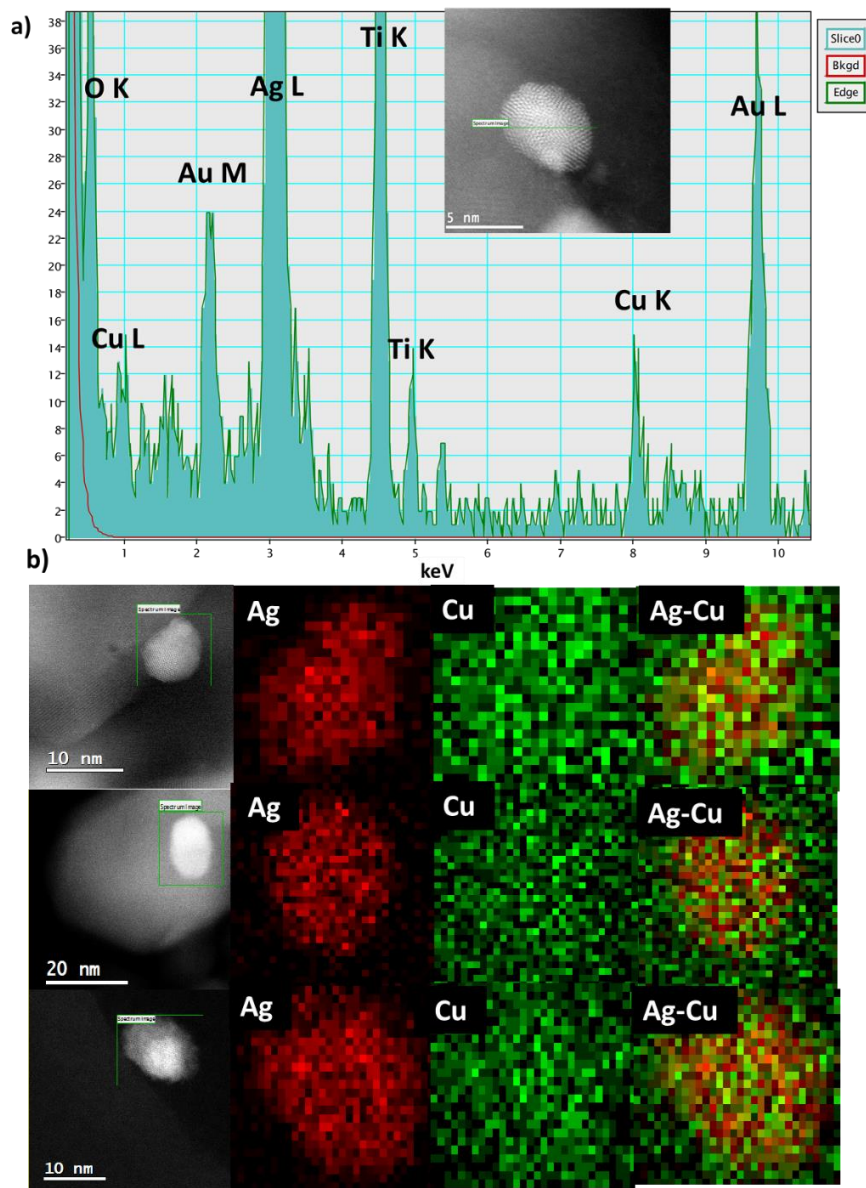 a)
38
36
34
32
30
28
26
24
22
20
18
16
14
12
10
8
6
4
2
0
O K
Cu L
Au M
Ag L
Ti K
Ti K
Cu K
Au L
Spectrum Image
5 nm
Slice0
Bkgd
Edge
1 2 3 4 5 6 7 8 9 10
keV
b)
Spectrum Image
10 nm
Ag
Cu
Ag-Cu
Spectrum Image
20 nm
Ag
Cu
Ag-Cu
Spectrum Image
10 nm
Ag
Cu
Ag-Cu